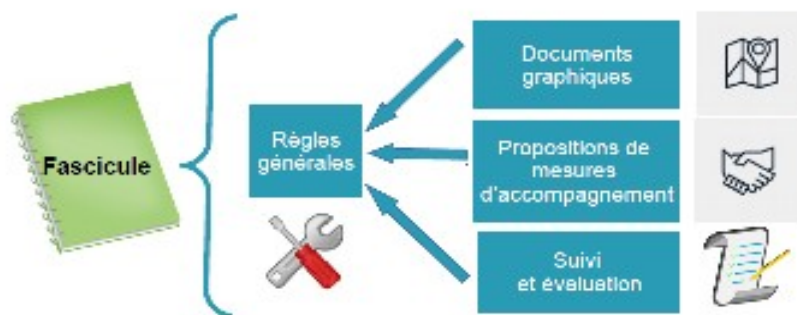 Fascicule
Règles
générales
Documents
graphiques
Propositions de
mesures
d'accompagnement
Suivi
et évaluation